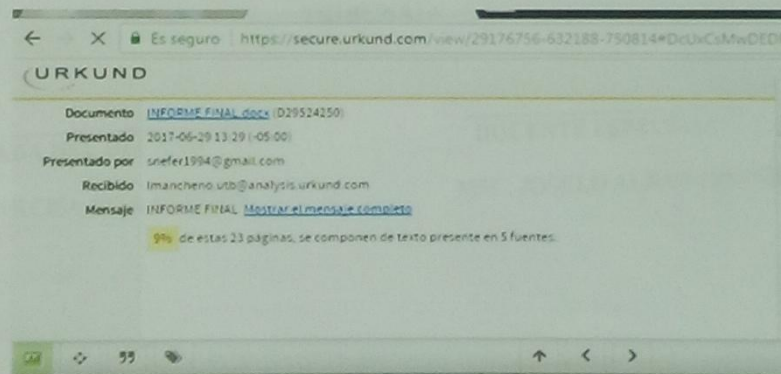 Es seguro https://secure.urkund.com/view/29176756-632188-750814#DcUxCsMwDED
URKUND
Documento INFORME FINAL.docx (D29524250)
Presentado 2017-06-29 13:29 (-05:00)
Presentado por snefer1994@gmail.com
Recibido lmancheno.utb@analysis.urkund.com
Mensaje INFORME FINAL Mostrar el mensaje completo
9% de estas 23 páginas, se componen de texto presente en 5 fuentes.